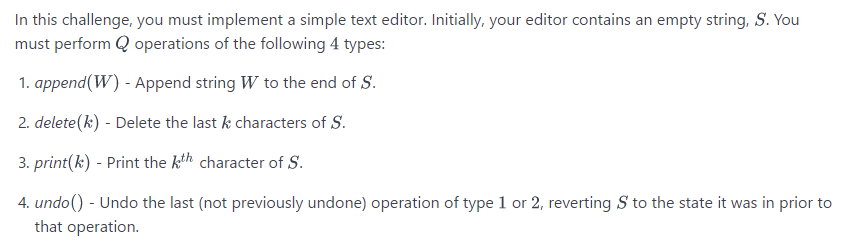 In this challenge, you must implement a simple text editor. Initially, your editor contains an empty string, S. You
must perform Q operations of the following 4 types:
1. append(W) - Append string W to the end of S.
2. delete(k) - Delete the last k characters of S.
3. print(k) - Print the kth character of S.
4. undo() - Undo the last (not previously undone) operation of type 1 or 2, reverting S to the state it was in prior to
that operation.